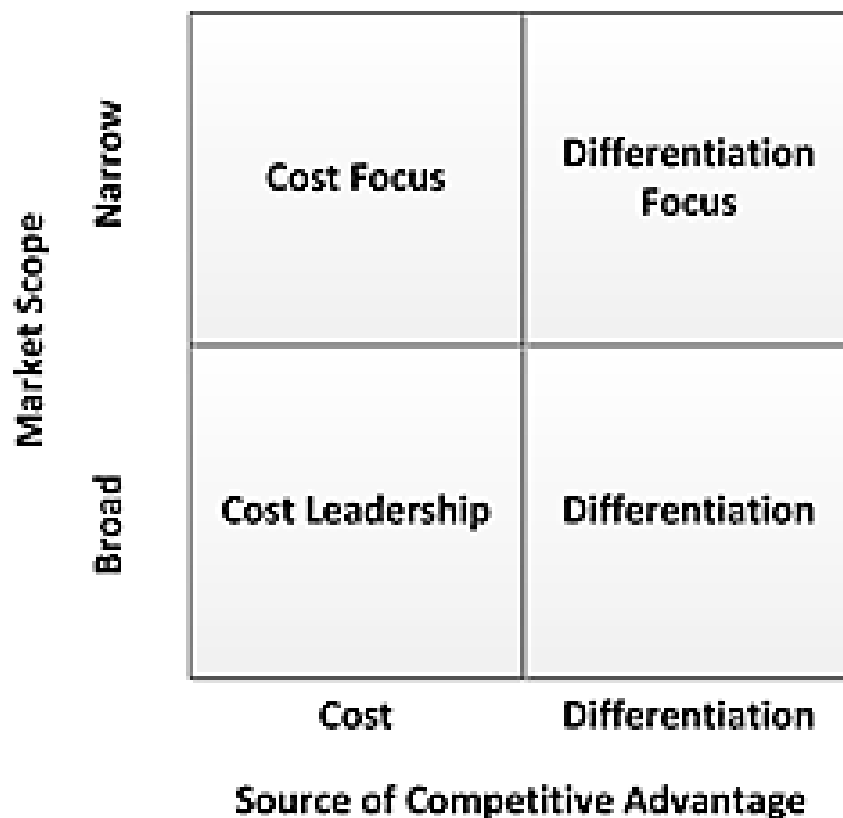 Market Scope
Narrow
Broad
Cost Focus
Differentiation
Focus
Cost Leadership
Differentiation
Cost
Differentiation
Source of Competitive Advantage